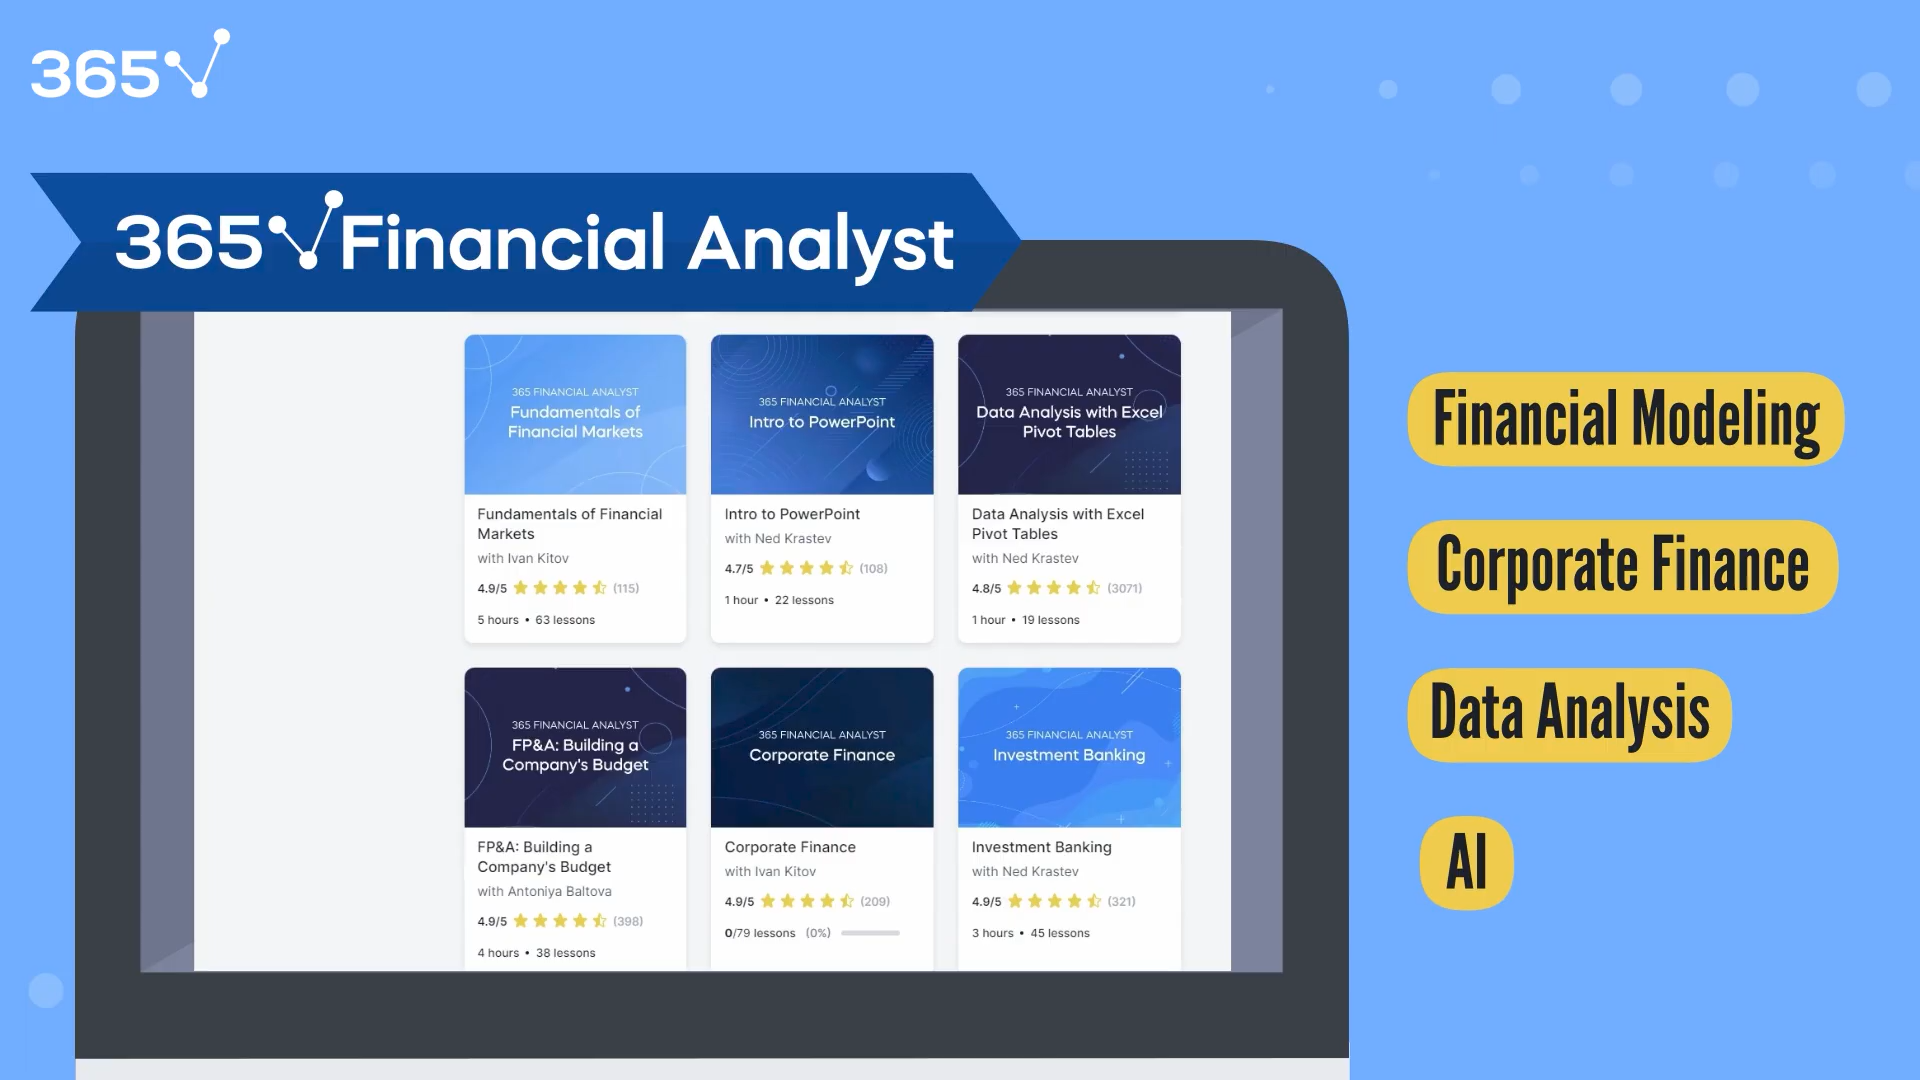 365
365 Financial Analyst
365 FINANCIAL ANALYST
Fundamentals of
Financial Markets
Fundamentals of Financial
Markets
with Ivan Kitov
4.9/5 (115)
5 hours • 63 lessons
365 FINANCIAL ANALYST
Intro to PowerPoint
Intro to PowerPoint
with Ned Krastev
4.7/5 (108)
1 hour • 22 lessons
365 FINANCIAL ANALYST
Data Analysis with Excel
Pivot Tables
Data Analysis with Excel
Pivot Tables
with Ned Krastev
4.8/5 (3071)
1 hour • 19 lessons
365 FINANCIAL ANALYST
FP&A: Building a
Company's Budget
FP&A: Building a
Company's Budget
with Antoniya Baltova
4.9/5 (398)
4 hours • 38 lessons
365 FINANCIAL ANALYST
Corporate Finance
Corporate Finance
with Ivan Kitov
4.9/5 (209)
0/79 lessons (0%)
365 FINANCIAL ANALYST
Investment Banking
Investment Banking
with Ned Krastev
4.9/5 (321)
3 hours • 45 lessons
Financial Modeling
Corporate Finance
Data Analysis
AI